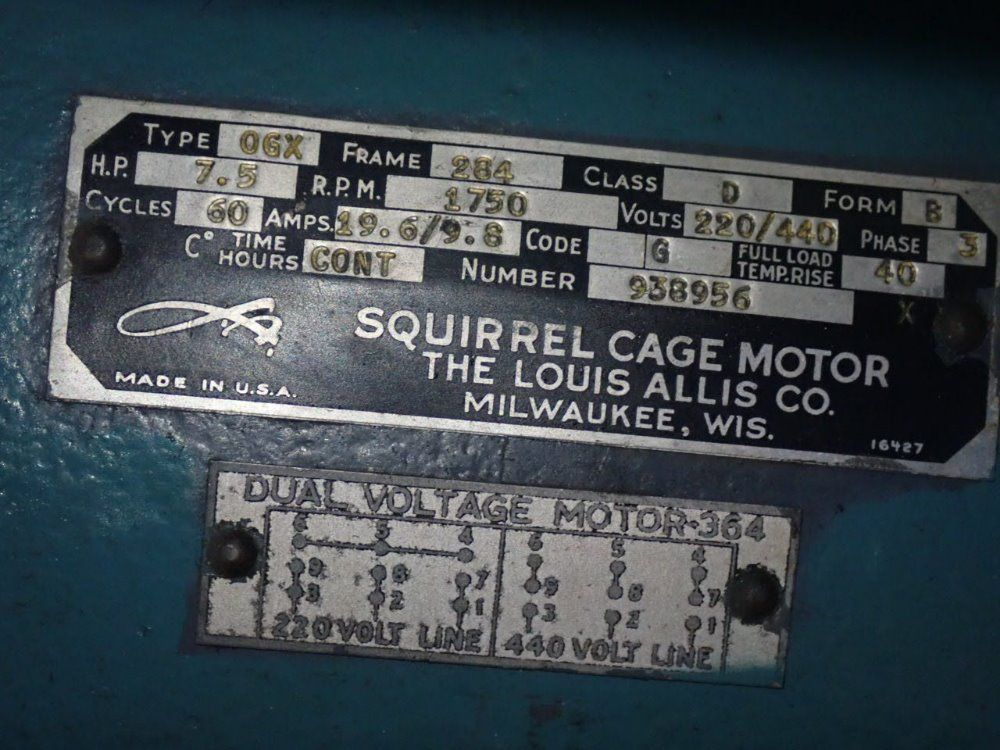 TYPE OGX FRAME 284 CLASS D FORM B
H.P. 7.5 R.P.M. 1750 VOLTS 220/440 PHASE 3
CYCLES 60 AMPS. 19.6/9.8 CODE G FULL LOAD TEMP.RISE 40
C° TIME HOURS CONT NUMBER 938956 X
SQUIRREL CAGE MOTOR
THE LOUIS ALLIS CO.
MADE IN U.S.A. MILWAUKEE, WIS.
16427
DUAL VOLTAGE MOTOR-364
6 5 4 6 5 4
9 8 7 9 8 7
3 2 1 3 2 1
220 VOLT LINE 440 VOLT LINE